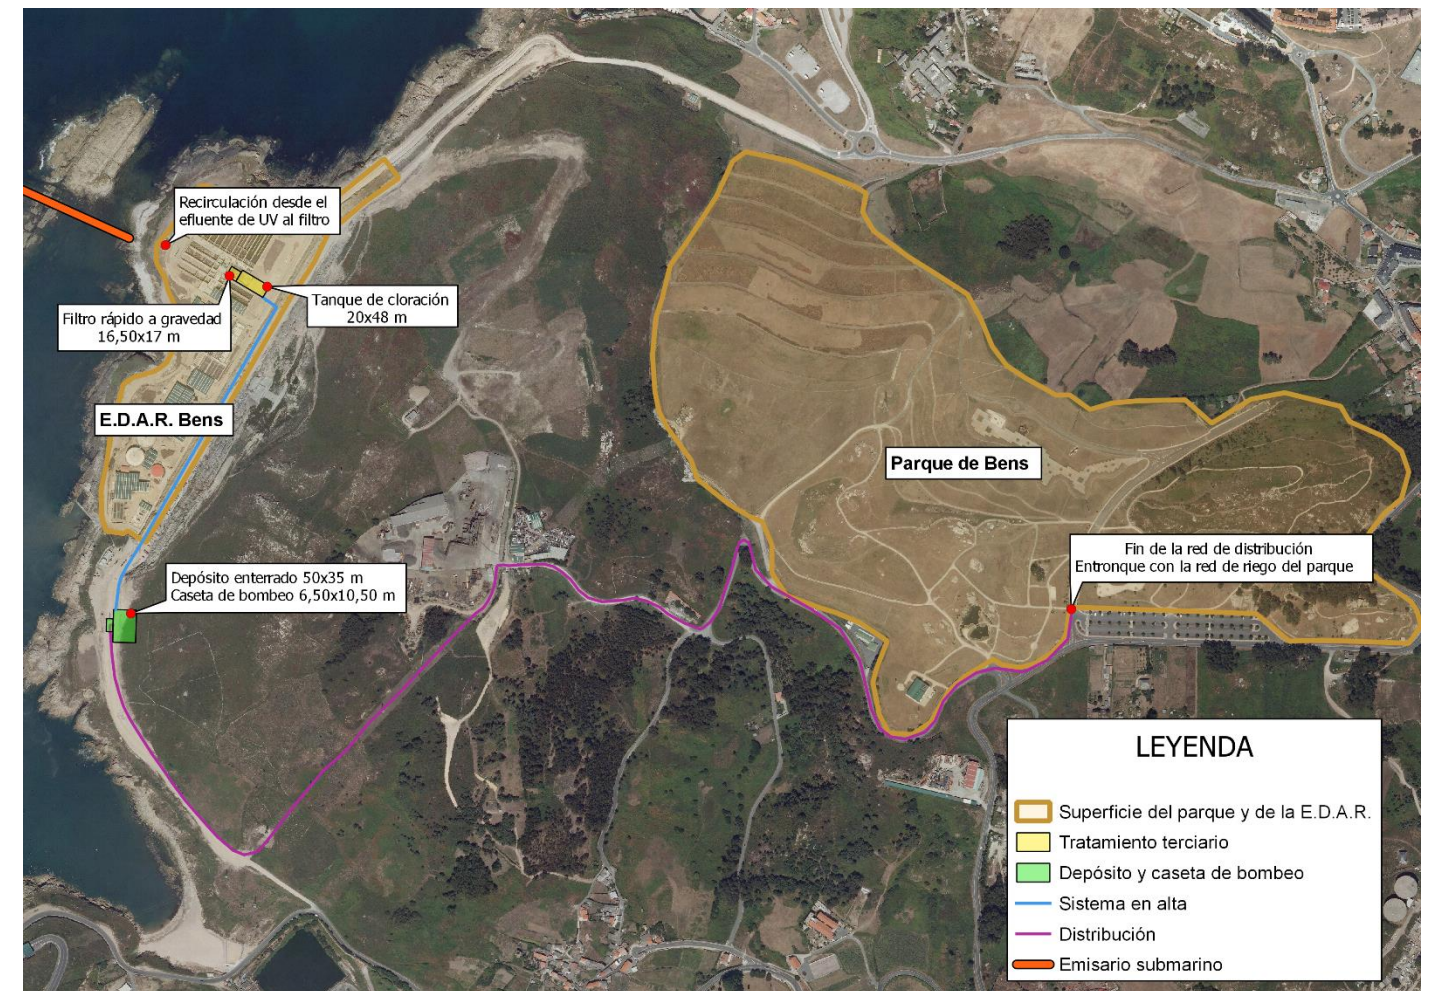 Recirculación desde el
efluente de UV al filtro
Tanque de cloración
20x48 m
Filtro rápido a gravedad
16,50x17 m
E.D.A.R. Bens
Parque de Bens
Fin de la red de distribución
Entronque con la red de riego del parque
Depósito enterrado 50x35 m
Caseta de bombeo 6,50x10,50 m
LEYENDA
Superficie del parque y de la E.D.A.R.
Tratamiento terciario
Depósito y caseta de bombeo
Sistema en alta
Distribución
Emisario submarino